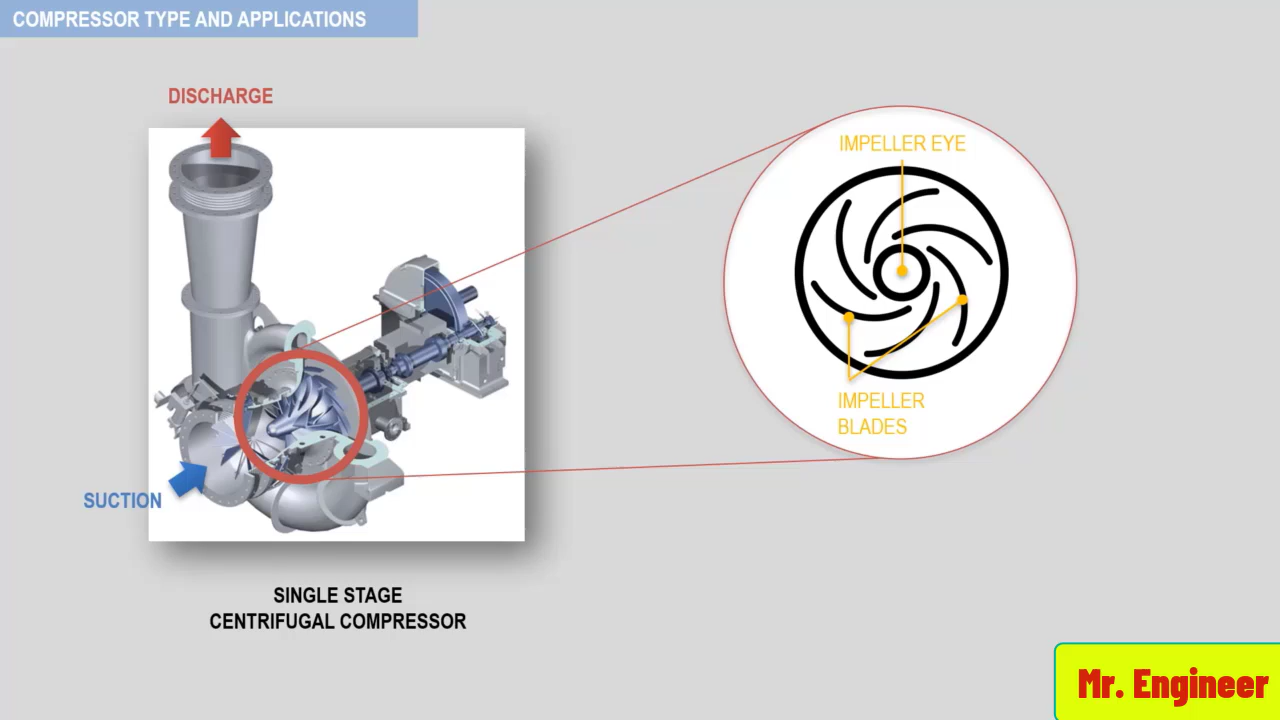 COMPRESSOR TYPE AND APPLICATIONS
DISCHARGE
IMPELLER EYE
IMPELLER
BLADES
SUCTION
SINGLE STAGE
CENTRIFUGAL COMPRESSOR
Mr. Engineer